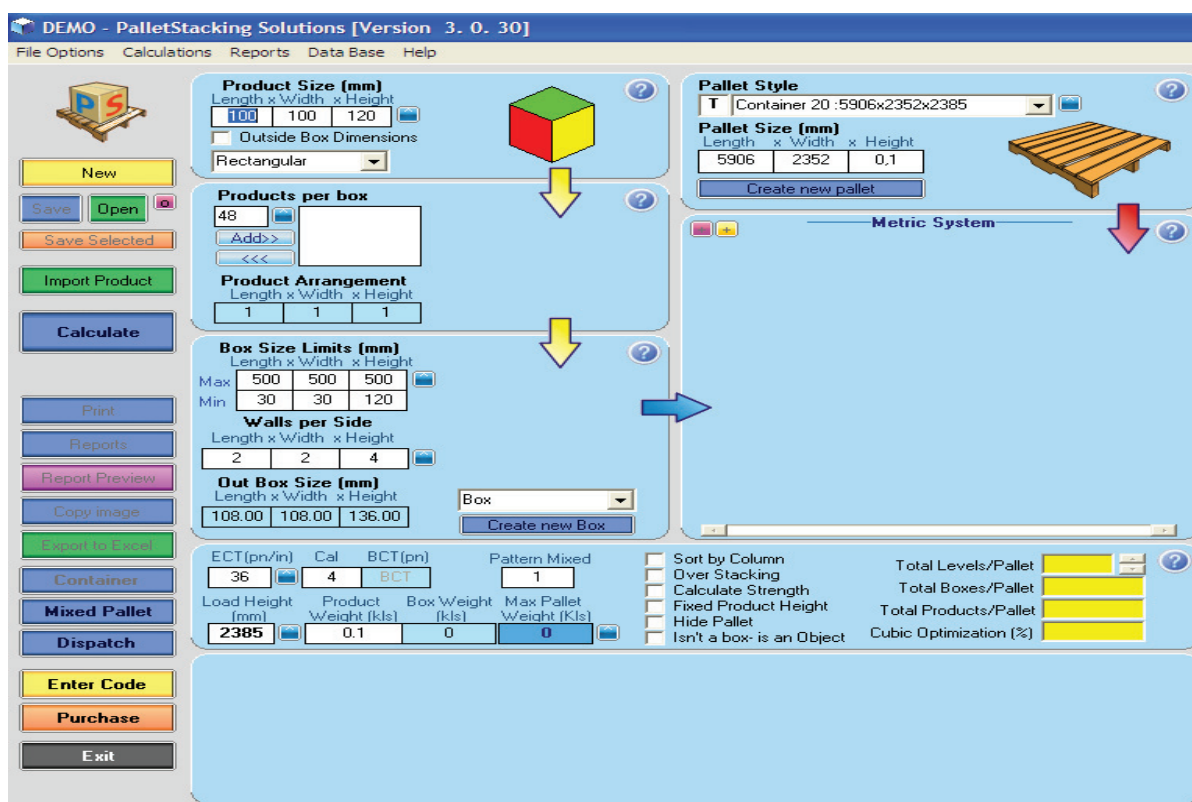 DEMO - PalletStacking Solutions [Version 3. 0. 30]
File Options Calculations Reports Data Base Help
PS
New
Save Open
Save Selected
Import Product
Calculate
Print
Reports
Report Preview
Copy image
Export to Excel
Container
Mixed Pallet
Dispatch
Enter Code
Purchase
Exit
Product Size (mm)
Length x Width x Height
100 100 120
Outside Box Dimensions
Rectangular
Products per box
48
Add>>
<<<
Product Arrangement
Length x Width x Height
1 1 1
Box Size Limits (mm)
Length x Width x Height
Max 500 500 500
Min 30 30 120
Walls per Side
Length x Width x Height
2 2 4
Out Box Size (mm)
Length x Width x Height
108.00 108.00 136.00
Box
Create new Box
Pallet Style
T Container 20 :5906x2352x2385
Pallet Size (mm)
Length x Width x Height
5906 2352 0,1
Create new pallet
Metric System
ECT(pn/in) Cal BCT(pn) Pattern Mixed
36 4 BCT 1
Load Height (mm) Product Weight (kls) Box Weight (kls) Max Pallet Weight (Kls)
2385 0.1 0 0
Sort by Column
Over Stacking
Calculate Strength
Fixed Product Height
Hide Pallet
Isn't a box- is an Object
Total Levels/Pallet
Total Boxes/Pallet
Total Products/Pallet
Cubic Optimization (%)